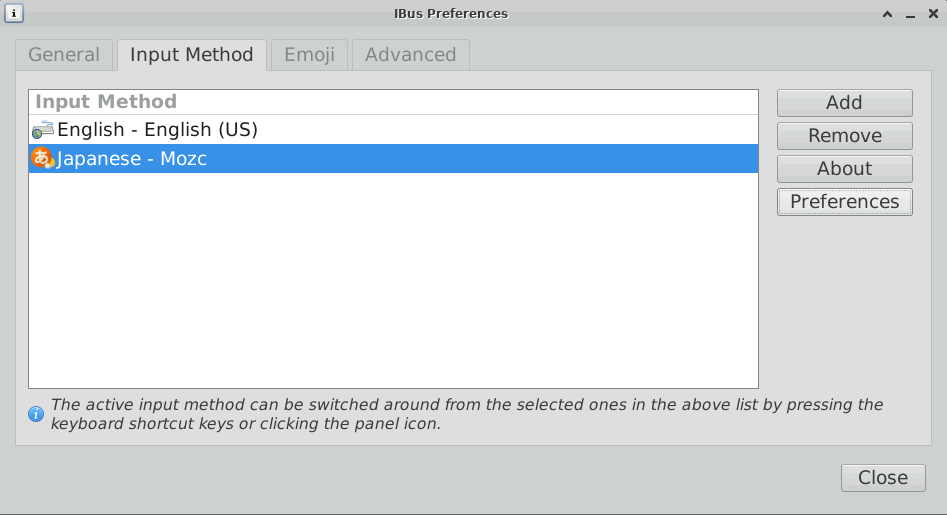 IBus Preferences
General
Input Method
Emoji
Advanced
Input Method
English - English (US)
あ Japanese - Mozc
Add
Remove
About
Preferences
The active input method can be switched around from the selected ones in the above list by pressing the
keyboard shortcut keys or clicking the panel icon.
Close